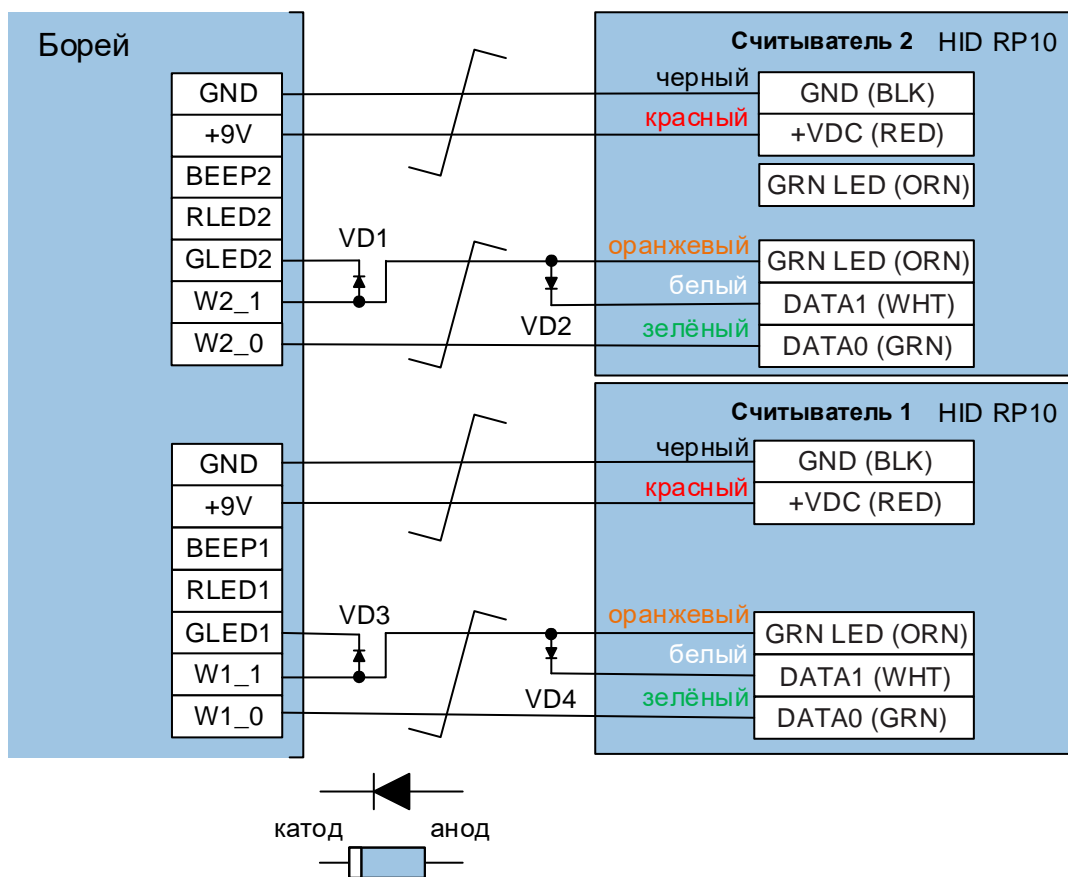 Борей
GND
+9V
BEEP2
RLED2
GLED2
W2_1
W2_0
VD1
VD2
Считыватель 2 HID RP10
черный
GND (BLK)
красный
+VDC (RED)
GRN LED (ORN)
оранжевый
GRN LED (ORN)
белый
DATA1 (WHT)
зелёный
DATA0 (GRN)
GND
+9V
BEEP1
RLED1
GLED1
W1_1
W1_0
VD3
VD4
Считыватель 1 HID RP10
черный
GND (BLK)
красный
+VDC (RED)
оранжевый
GRN LED (ORN)
белый
DATA1 (WHT)
зелёный
DATA0 (GRN)
катод анод